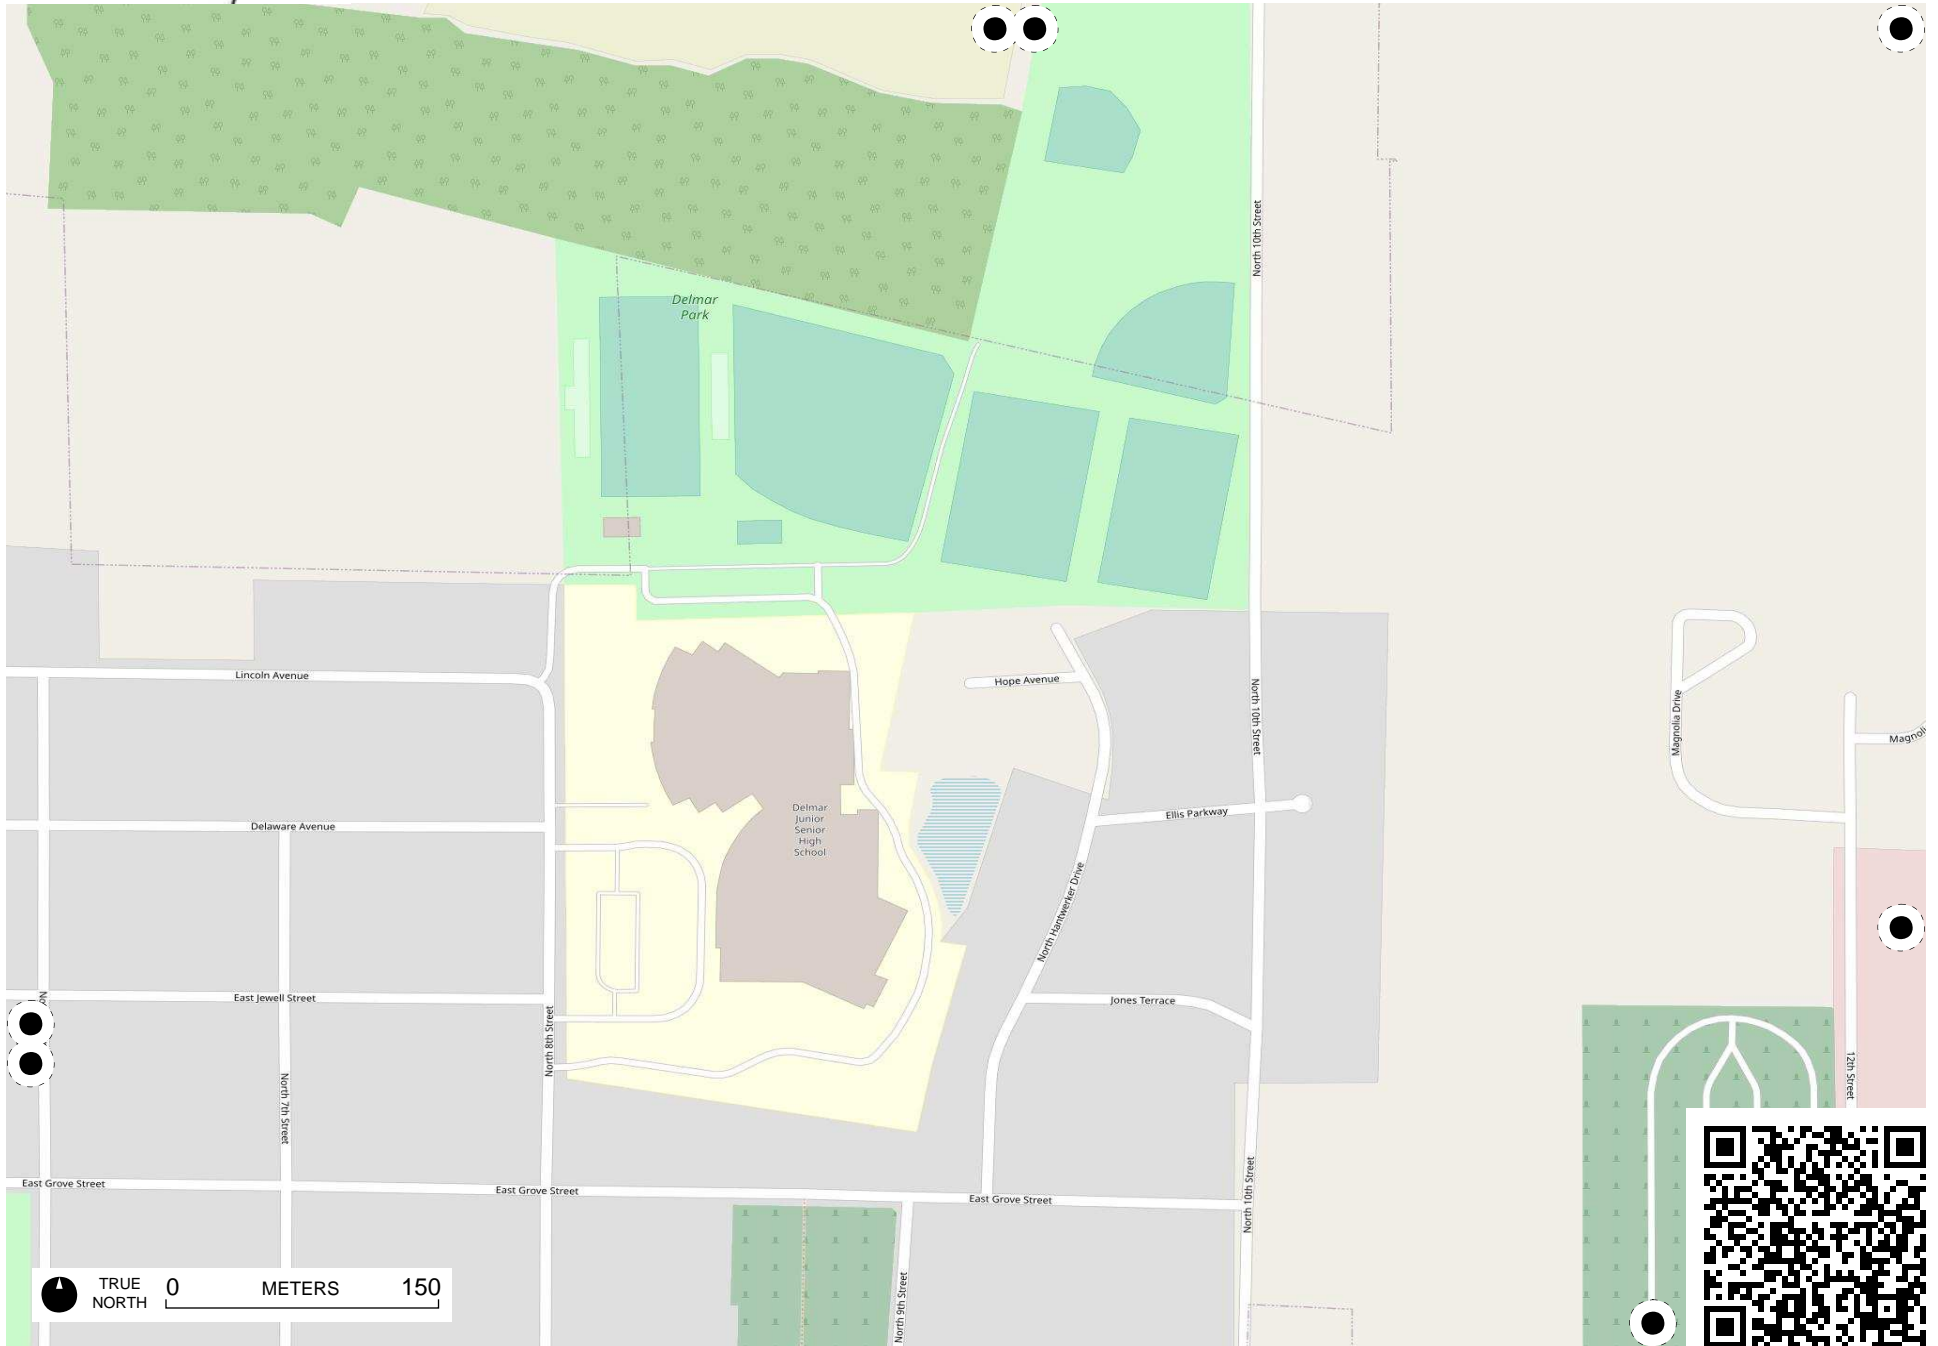 Delmar
Park
North 10th Street
Lincoln Avenue
Hope Avenue
North 10th Street
Magnolia Drive
Delaware Avenue
Delmar
Junior
Senior
High
School
Ellis Parkway
North Hantwerker Drive
East Jewell Street
Jones Terrace
North 8th Street
North 7th Street
12th Street
East Grove Street
East Grove Street
East Grove Street
North 10th Street
North 9th Street
TRUE
NORTH
0 METERS 150